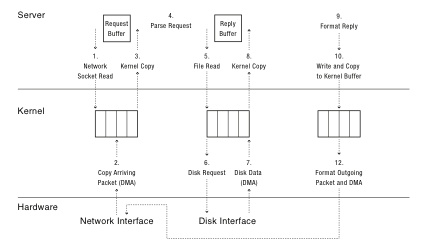 Server
Request
Buffer
4.
Parse Request
Reply
Buffer
9.
Format Reply
1.
Network
Socket Read
3.
Kernel Copy
5.
File Read
8.
Kernel Copy
10.
Write and Copy
to Kernel Buffer
Kernel
2.
Copy Arriving
Packet (DMA)
6.
Disk Request
7.
Disk Data
(DMA)
12.
Format Outgoing
Packet and DMA
Hardware
Network Interface
Disk Interface